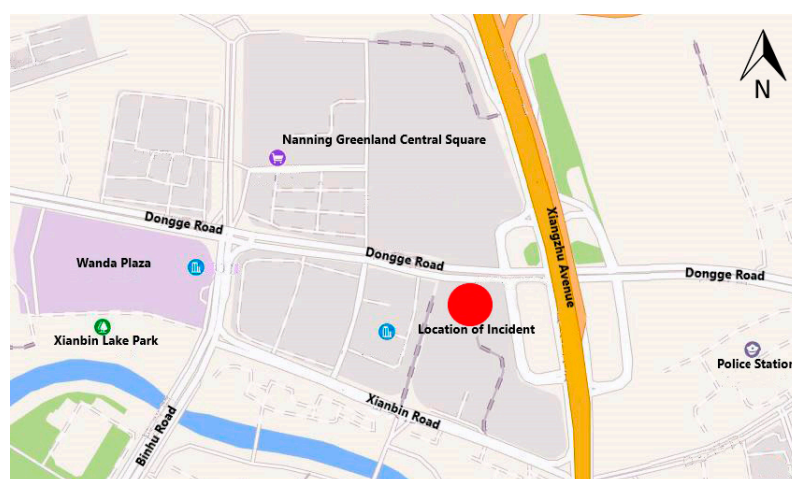 N
Nanning Greenland Central Square
Dongge Road
Xiangzhu Avenue
Dongge Road
Wanda Plaza
Dongge Road
Location of Incident
Xianbin Lake Park
Police Station
Xianbin Road
Binhu Road